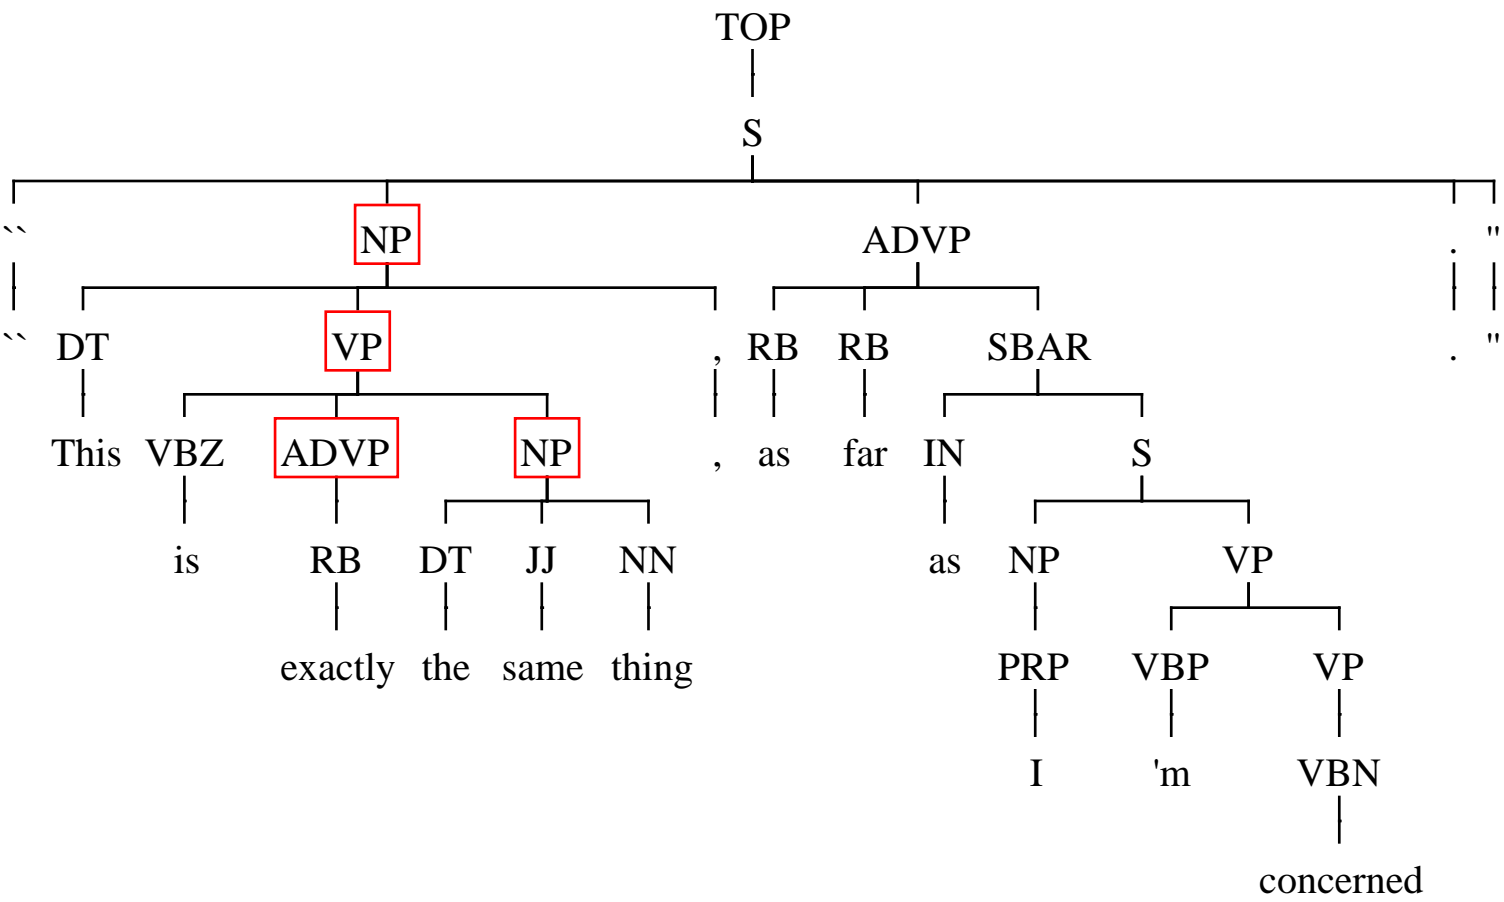 TOP
S
`` NP ADVP . "
`` DT VP , RB RB SBAR . "
This VBZ ADVP NP , as far IN S
is RB DT JJ NN as NP VP
exactly the same thing PRP VBP VP
I 'm VBN
concerned